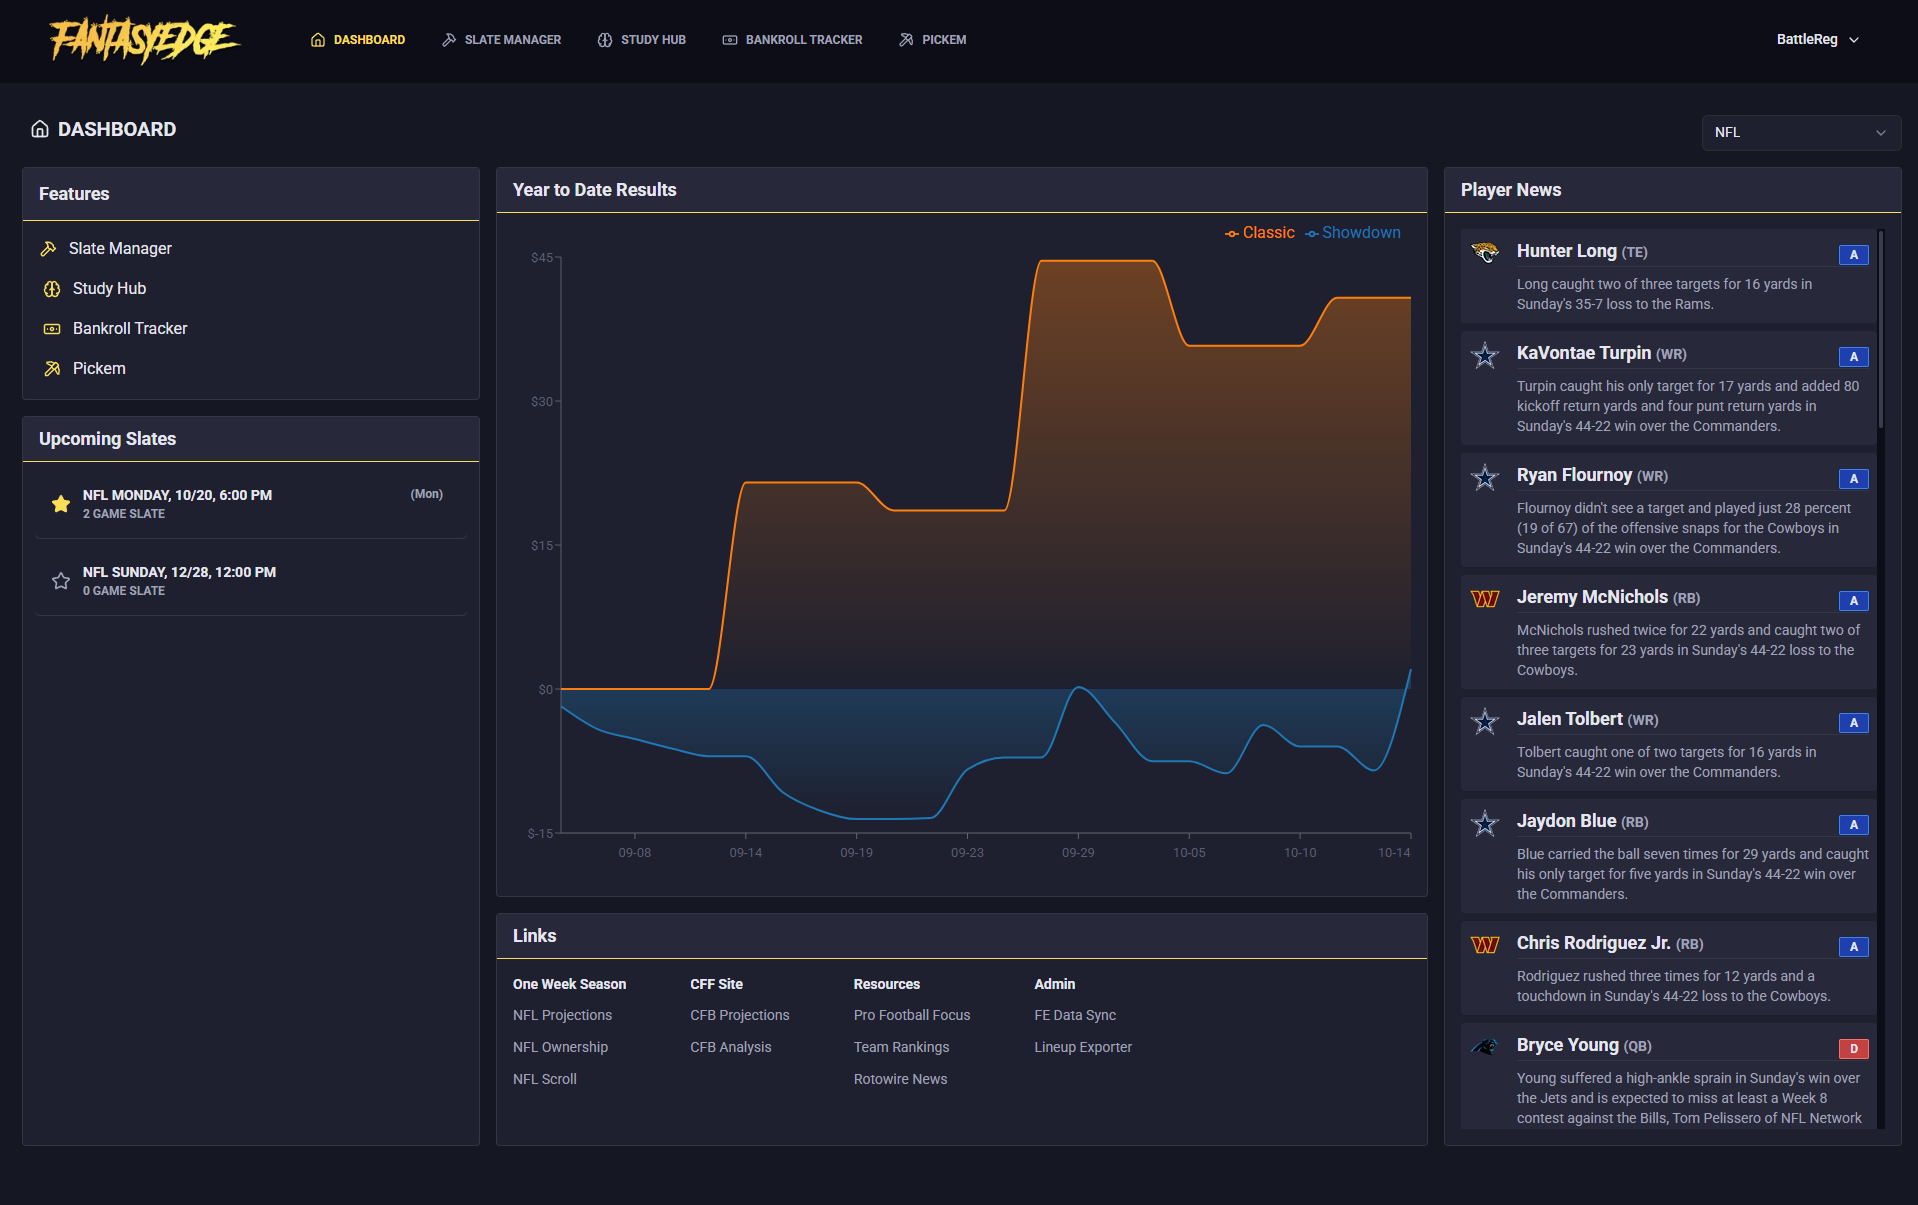 FANTASYEDGE
DASHBOARD
SLATE MANAGER
STUDY HUB
BANKROLL TRACKER
PICKEM
BattleReg
DASHBOARD
NFL
Features
Slate Manager
Study Hub
Bankroll Tracker
Pickem
Upcoming Slates
NFL MONDAY, 10/20, 6:00 PM
(Mon)
2 GAME SLATE
NFL SUNDAY, 12/28, 12:00 PM
0 GAME SLATE
Year to Date Results
Classic
Showdown
$45
$30
$15
$0
$-15
09-08
09-14
09-19
09-23
09-29
10-05
10-10
10-14
Links
One Week Season
NFL Projections
NFL Ownership
NFL Scroll
CFF Site
CFB Projections
CFB Analysis
Resources
Pro Football Focus
Team Rankings
Rotowire News
Admin
FE Data Sync
Lineup Exporter
Player News
Hunter Long (TE)
A
Long caught two of three targets for 16 yards in
Sunday's 35-7 loss to the Rams.
KaVontae Turpin (WR)
A
Turpin caught his only target for 17 yards and added 80
kickoff return yards and four punt return yards in
Sunday's 44-22 win over the Commanders.
Ryan Flournoy (WR)
A
Flournoy didn't see a target and played just 28 percent
(19 of 67) of the offensive snaps for the Cowboys in
Sunday's 44-22 win over the Commanders.
Jeremy McNichols (RB)
A
McNichols rushed twice for 22 yards and caught two of
three targets for 23 yards in Sunday's 44-22 loss to the
Cowboys.
Jalen Tolbert (WR)
A
Tolbert caught one of two targets for 16 yards in
Sunday's 44-22 win over the Commanders.
Jaydon Blue (RB)
A
Blue carried the ball seven times for 29 yards and caught
his only target for five yards in Sunday's 44-22 win over
the Commanders.
Chris Rodriguez Jr. (RB)
A
Rodriguez rushed three times for 12 yards and a
touchdown in Sunday's 44-22 loss to the Cowboys.
Bryce Young (QB)
D
Young suffered a high-ankle sprain in Sunday's win over
the Jets and is expected to miss at least a Week 8
contest against the Bills, Tom Pelissero of NFL Network